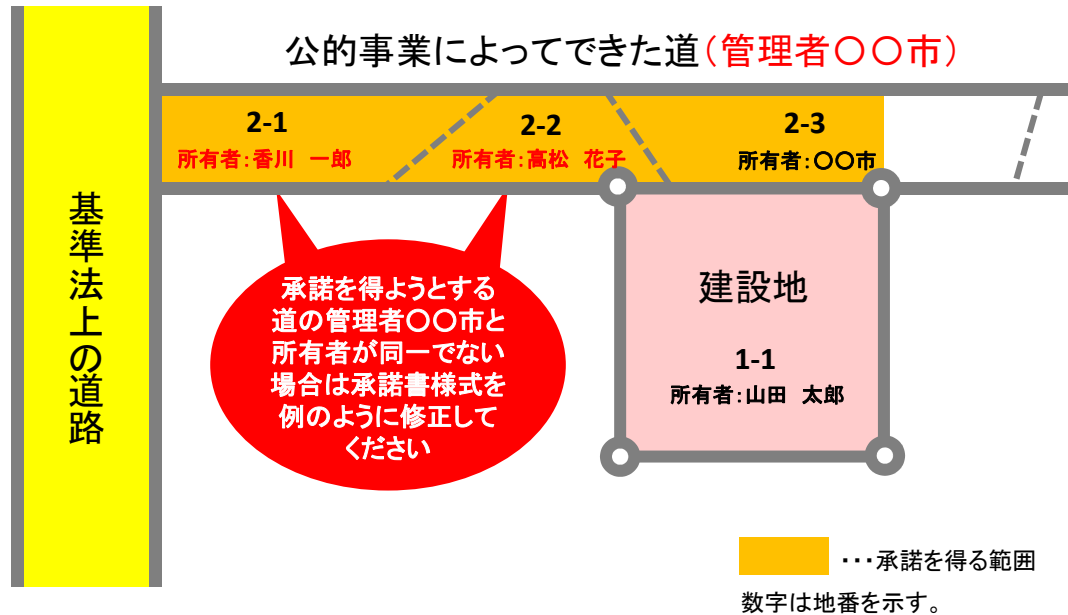 公的事業によってできた道(管理者〇〇市)
2-1
所有者:香川 一郎
2-2
所有者:高松 花子
2-3
所有者:〇〇市
基準法上の道路
承諾を得ようとする
道の管理者〇〇市と
所有者が同一でない
場合は承諾書様式を
例のように修正して
ください
建設地
1-1
所有者:山田 太郎
・・・承諾を得る範囲
数字は地番を示す。